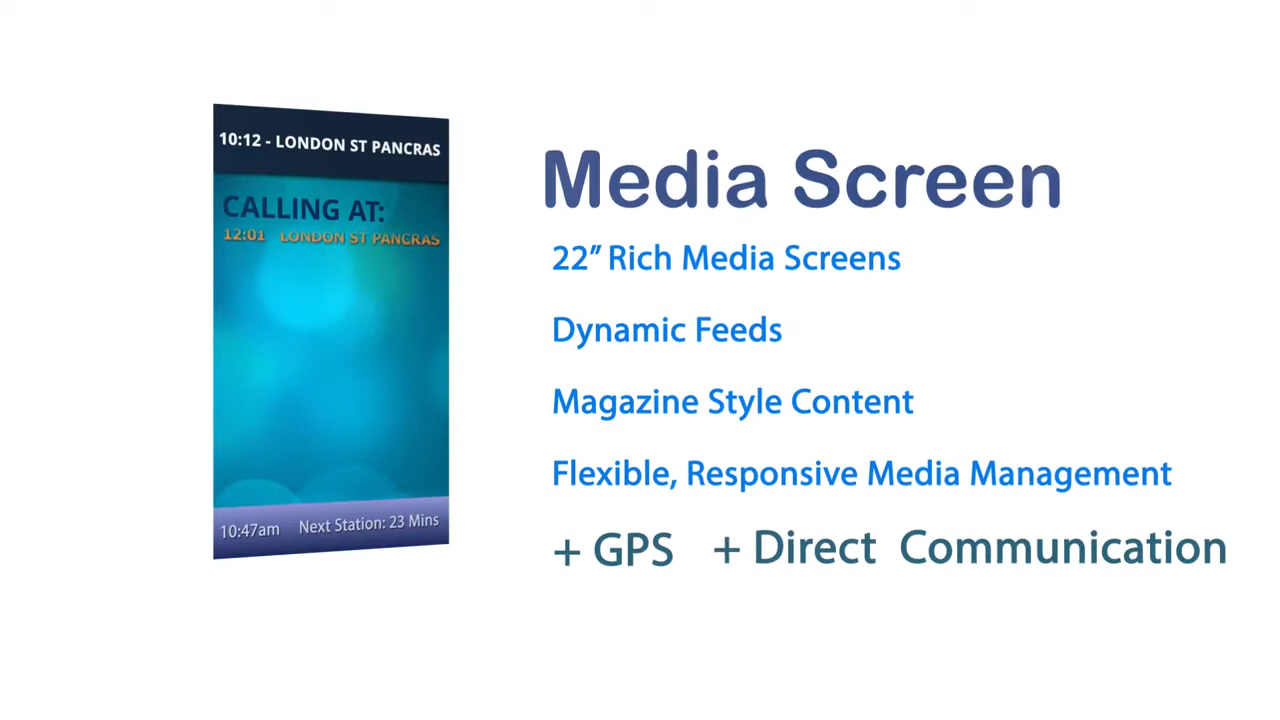 10:12 - LONDON ST PANCRAS
CALLING AT:
12:01 LONDON ST PANCRAS
10:47am Next Station: 23 Mins
Media Screen
22” Rich Media Screens
Dynamic Feeds
Magazine Style Content
Flexible, Responsive Media Management
+ GPS + Direct Communication